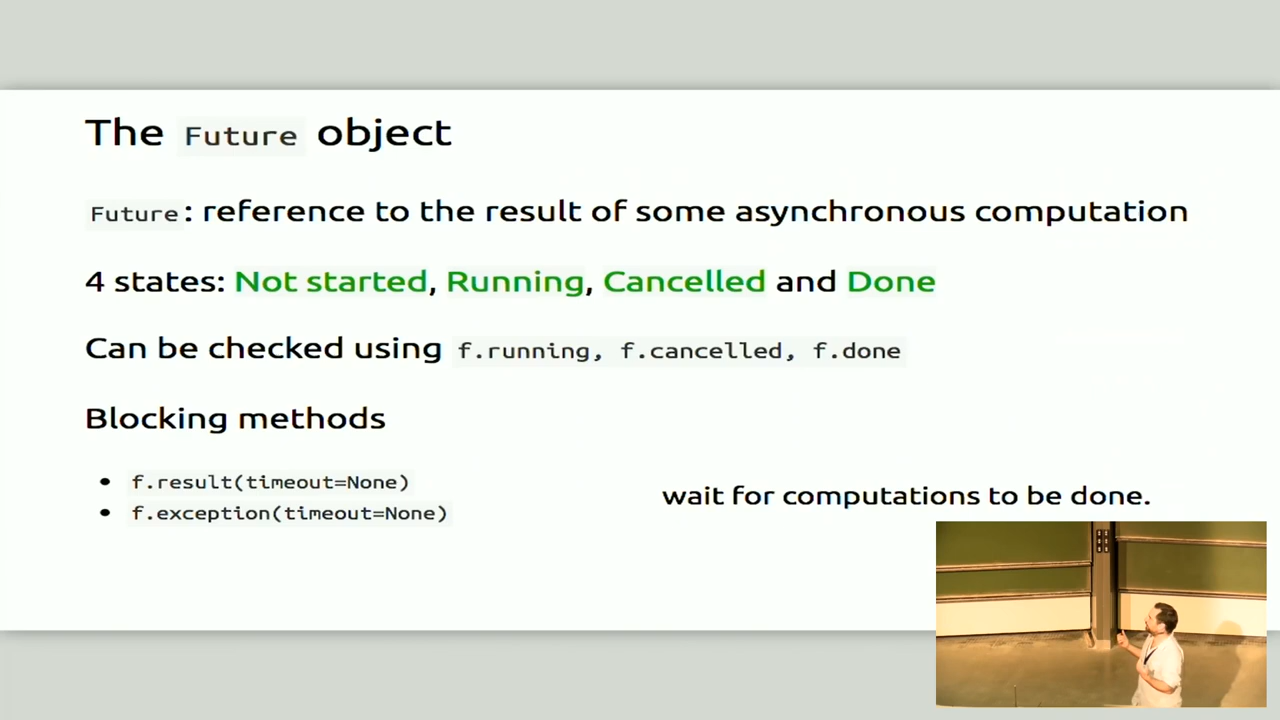 The Future object
Future: reference to the result of some asynchronous computation
4 states: Not started, Running, Cancelled and Done
Can be checked using f.running, f.cancelled, f.done
Blocking methods
• f.result(timeout=None)
• f.exception(timeout=None)
wait for computations to be done.